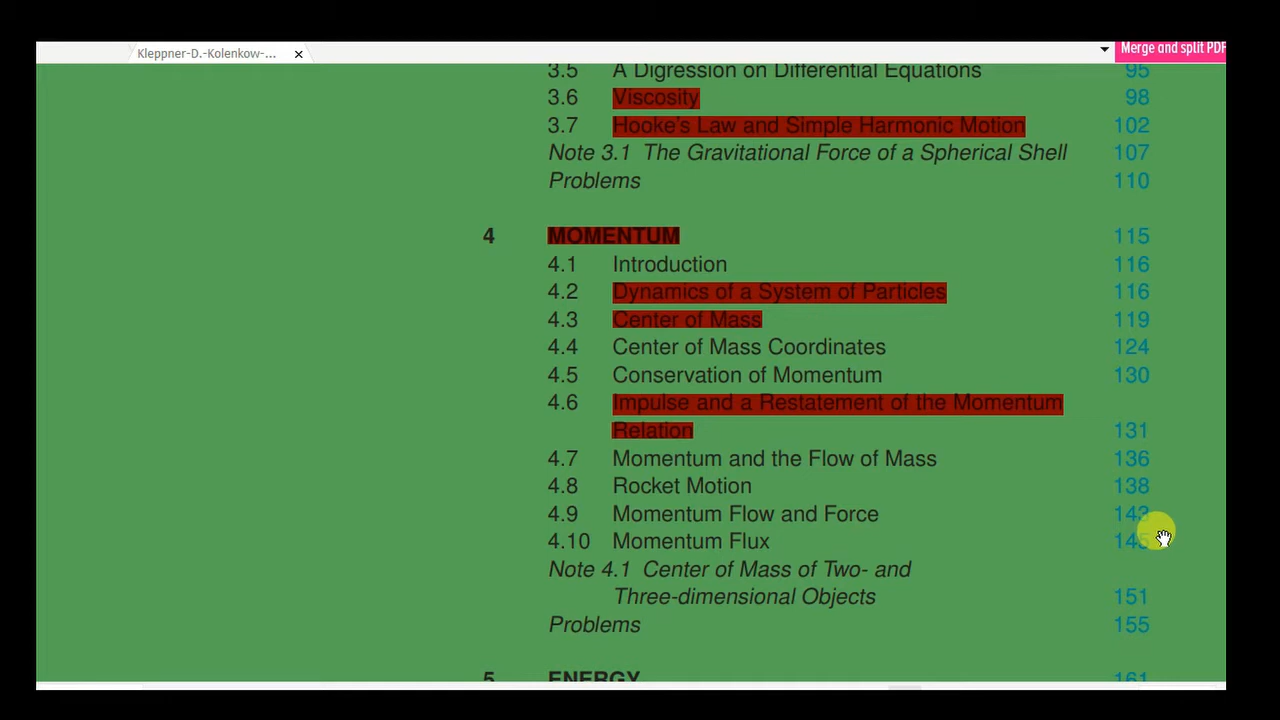 Kleppner-D.-Kolenkow-...
Merge and split PDF
3.5 A Digression on Differential Equations 95
3.6 Viscosity 98
3.7 Hooke's Law and Simple Harmonic Motion 102
Note 3.1 The Gravitational Force of a Spherical Shell 107
Problems 110
4 MOMENTUM 115
4.1 Introduction 116
4.2 Dynamics of a System of Particles 116
4.3 Center of Mass 119
4.4 Center of Mass Coordinates 124
4.5 Conservation of Momentum 130
4.6 Impulse and a Restatement of the Momentum
Relation 131
4.7 Momentum and the Flow of Mass 136
4.8 Rocket Motion 138
4.9 Momentum Flow and Force 143
4.10 Momentum Flux 145
Note 4.1 Center of Mass of Two- and
Three-dimensional Objects 151
Problems 155
5 ENERGY 161